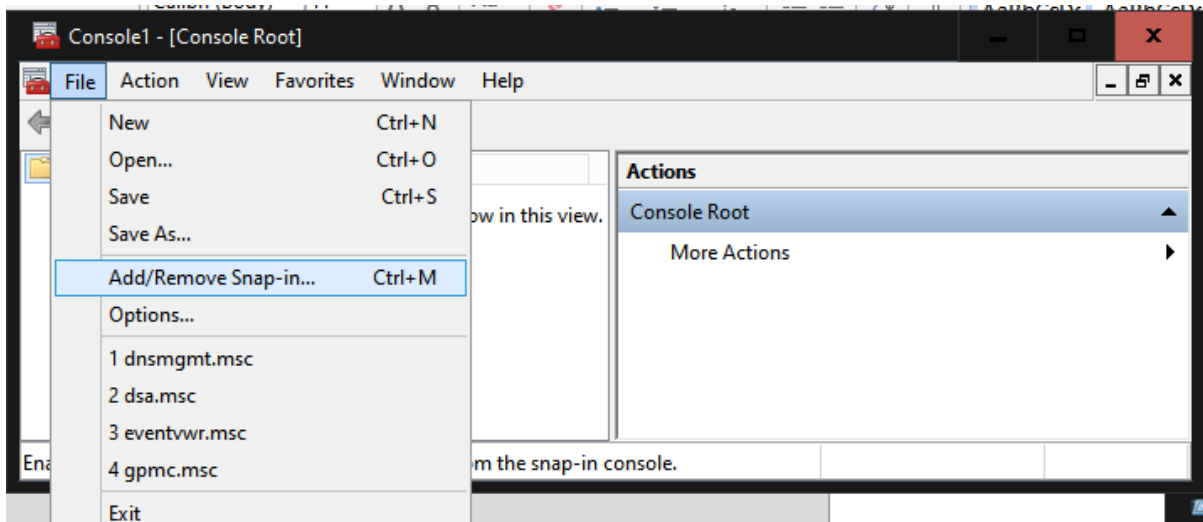 Console1 - [Console Root]
File Action View Favorites Window Help
New Ctrl+N
Open... Ctrl+O
Save Ctrl+S
Save As...
Add/Remove Snap-in... Ctrl+M
Options...
1 dnsmgmt.msc
2 dsa.msc
3 eventvwr.msc
4 gpmc.msc
Exit
in this view.
Actions
Console Root
More Actions
the snap-in console.